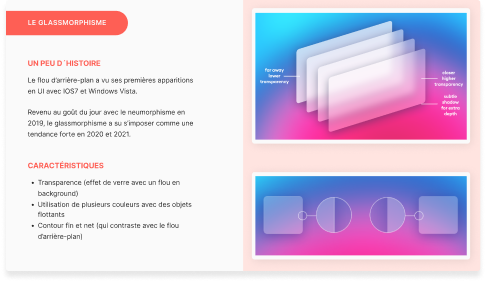 LE GLASSMORPHISME
UN PEU D´HISTOIRE
Le flou d'arrière-plan a vu ses premières apparitions
en UI avec IOS7 et Windows Vista.
Revenu au goût du jour avec le neumorphisme en
2019, le glassmorphisme a su s'imposer comme une
tendance forte en 2020 et 2021.
CARACTÉRISTIQUES
• Transparence (effet de verre avec un flou en
background)
• Utilisation de plusieurs couleurs avec des objets
flottants
• Contour fin et net (qui contraste avec le flou
d'arrière-plan)
far away
lower
transparency
closer
higher
transparency
subtle
shadow
for extra
depth